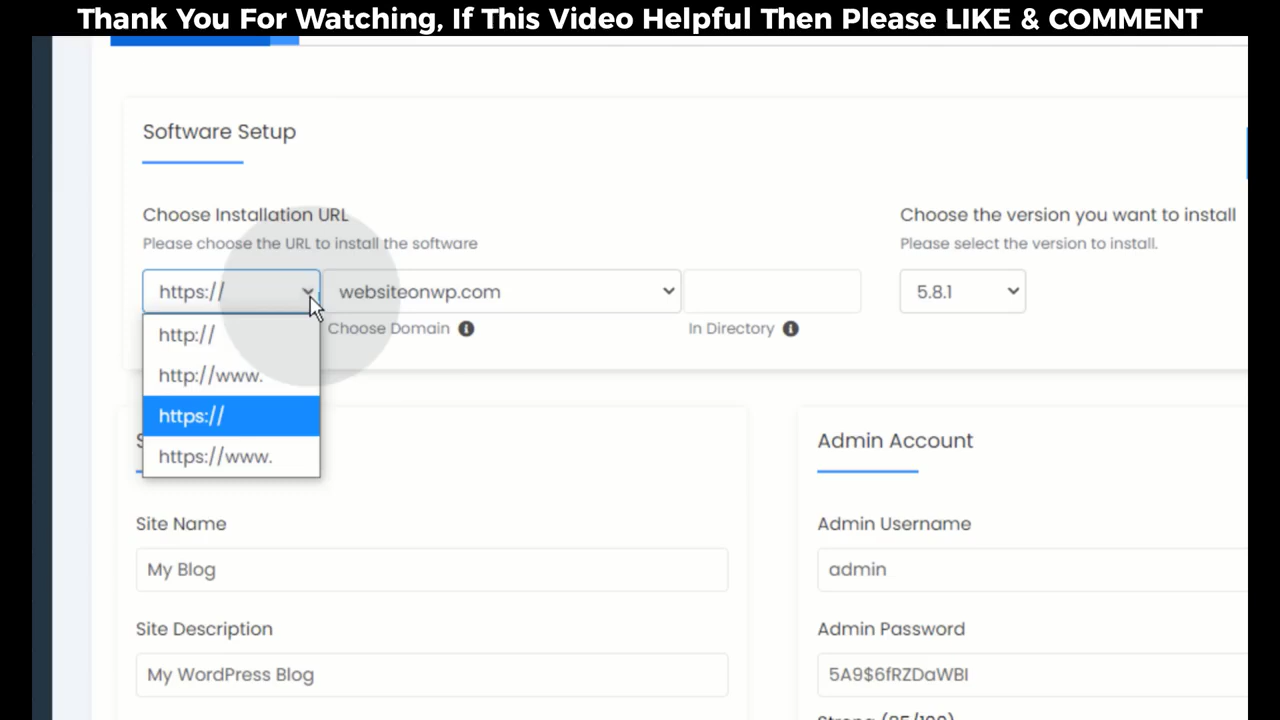 Thank You For Watching, If This Video Helpful Then Please LIKE & COMMENT
Software Setup
Choose Installation URL
Please choose the URL to install the software
Choose the version you want to install
Please select the version to install.
https://
websiteonwp.com
5.8.1
Choose Domain
In Directory
http://
http://www.
https://
https://www.
Admin Account
Site Name
Admin Username
My Blog
admin
Site Description
Admin Password
My WordPress Blog